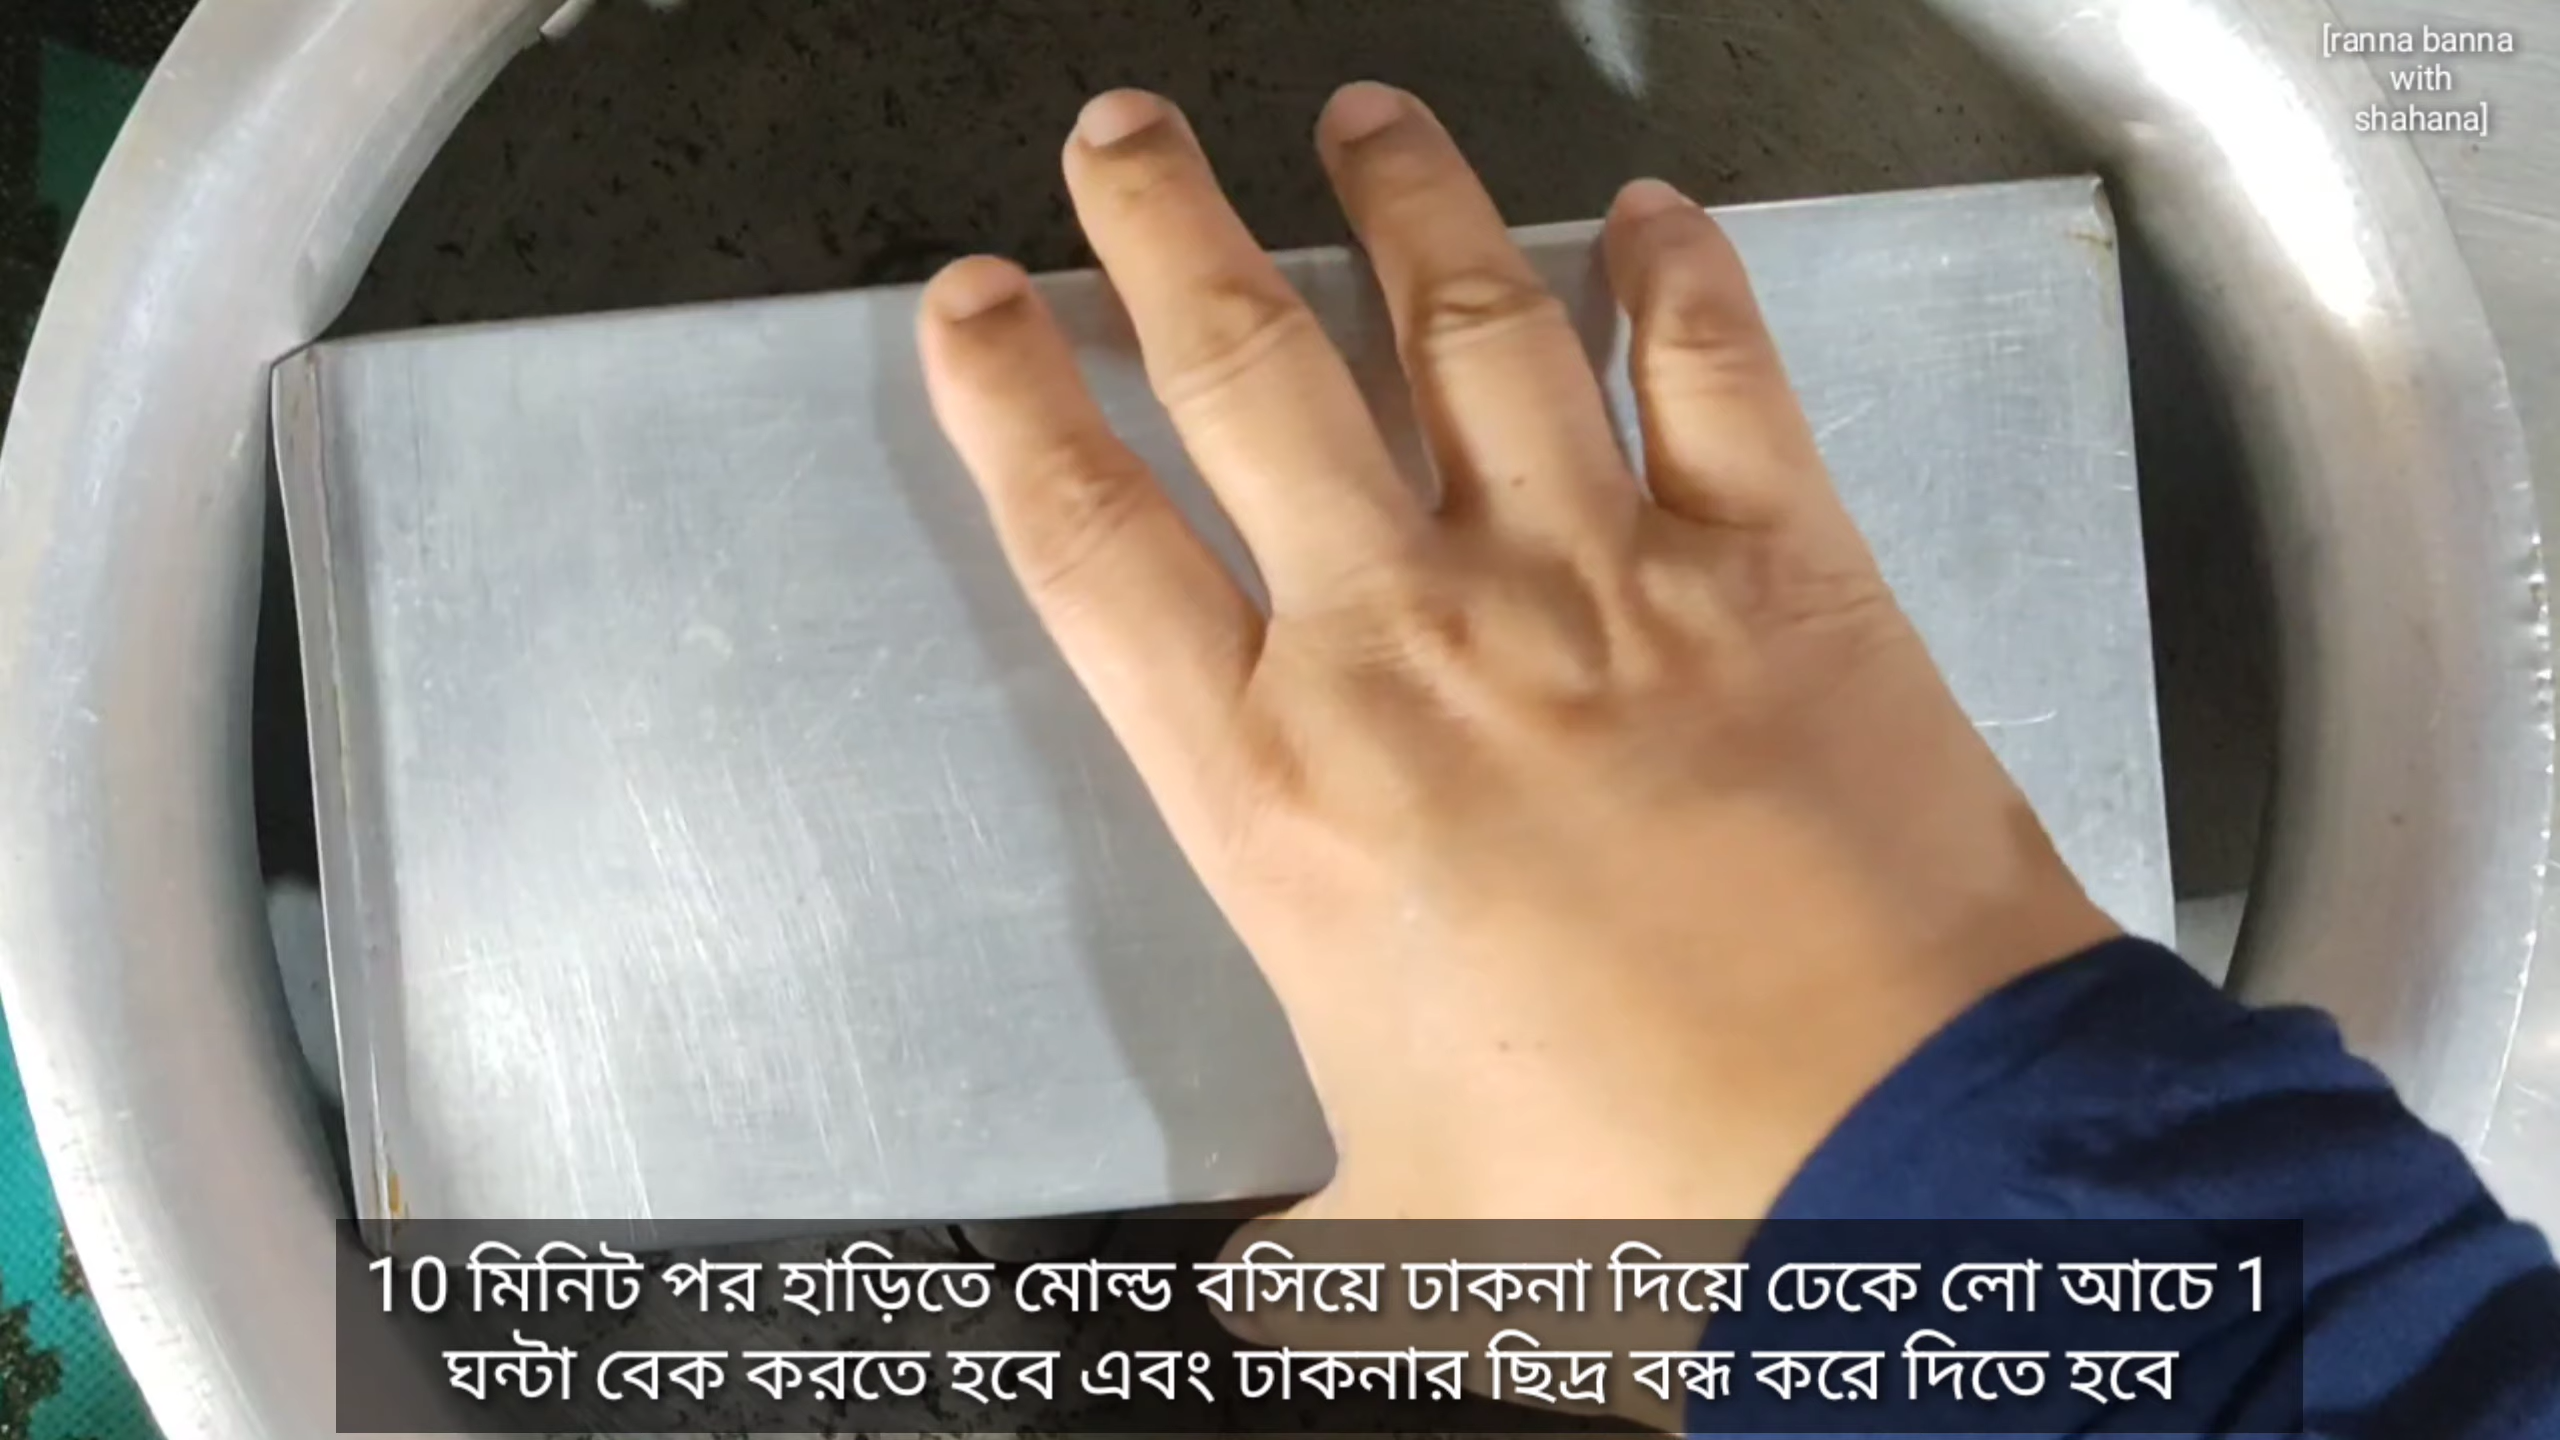 [ranna banna
with
shahana]
10 মিনিট পর হাড়িতে মোল্ড বসিয়ে ঢাকনা দিয়ে ঢেকে লো আচে 1
ঘন্টা বেক করতে হবে এবং ঢাকনার ছিদ্র বন্ধ করে দিতে হবে